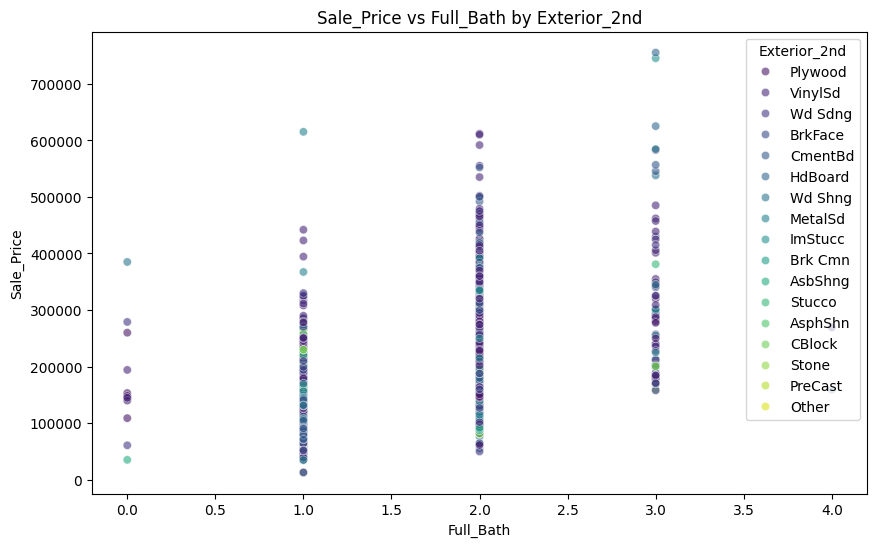 Sale_Price vs Full_Bath by Exterior_2nd
Exterior_2nd
Plywood
VinylSd
Wd Sdng
BrkFace
CmentBd
HdBoard
Wd Shng
MetalSd
ImStucc
Brk Cmn
AsbShng
Stucco
AsphShn
CBlock
Stone
PreCast
Other
Sale_Price
700000
600000
500000
400000
300000
200000
100000
0
0.0 0.5 1.0 1.5 2.0 2.5 3.0 3.5 4.0
Full_Bath